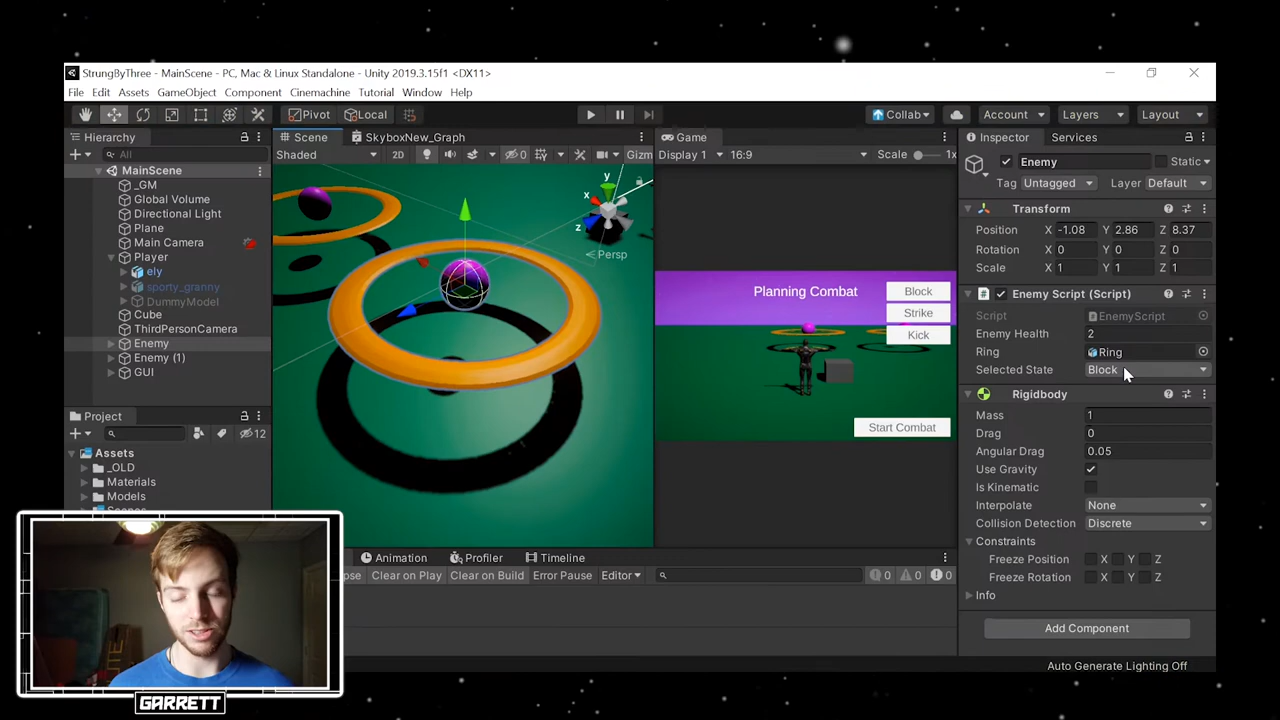 StrungByThree - MainScene - PC, Mac & Linux Standalone - Unity 2019.3.15f1 <DX11>
File Edit Assets GameObject Component Cinemachine Tutorial Window Help
Pivot Local Collab Account Layers Layout
Hierarchy
All
MainScene
_GM
Global Volume
Directional Light
Plane
Main Camera
Player
ely
sporty_granny
DummyModel
Cube
ThirdPersonCamera
Enemy
Enemy (1)
GUI
Project
12
Assets
_OLD
Materials
Models
Scene SkyboxNew_Graph
Shaded 2D 0 Gizm
y
x
z
Persp
Game
Display 1 16:9 Scale 1x
Planning Combat
Block
Strike
Kick
Start Combat
Animation Profiler Timeline
pse Clear on Play Clear on Build Error Pause Editor 0 0 0
Inspector Services
Enemy Static
Tag Untagged Layer Default
Transform
Position X -1.08 Y 2.86 Z 8.37
Rotation X 0 Y 0 Z 0
Scale X 1 Y 1 Z 1
Enemy Script (Script)
Script EnemyScript
Enemy Health 2
Ring Ring
Selected State Block
Rigidbody
Mass 1
Drag 0
Angular Drag 0.05
Use Gravity
Is Kinematic
Interpolate None
Collision Detection Discrete
Constraints
Freeze Position X Y Z
Freeze Rotation X Y Z
Info
Add Component
Auto Generate Lighting Off
GARRETT